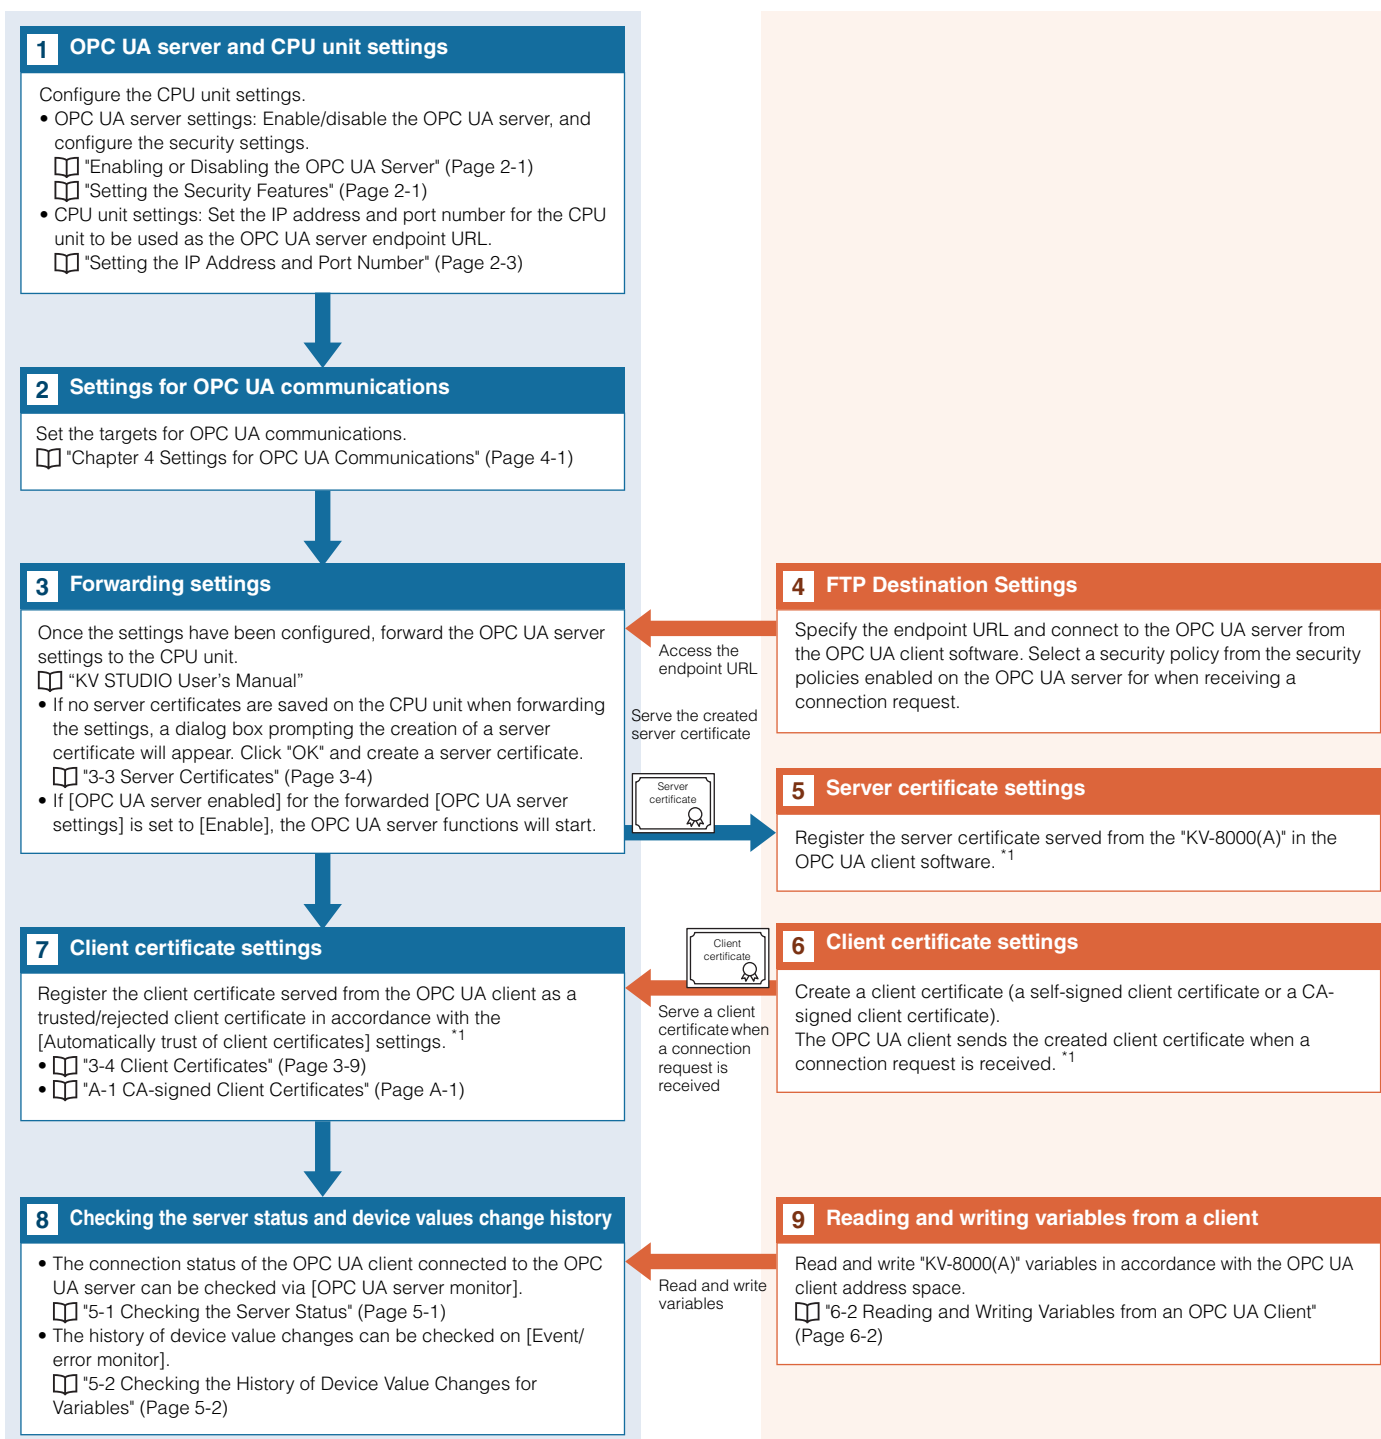 1 OPC UA server and CPU unit settings
Configure the CPU unit settings.
• OPC UA server settings: Enable/disable the OPC UA server, and
configure the security settings.
"Enabling or Disabling the OPC UA Server" (Page 2-1)
"Setting the Security Features" (Page 2-1)
• CPU unit settings: Set the IP address and port number for the CPU
unit to be used as the OPC UA server endpoint URL.
"Setting the IP Address and Port Number" (Page 2-3)
2 Settings for OPC UA communications
Set the targets for OPC UA communications.
"Chapter 4 Settings for OPC UA Communications" (Page 4-1)
3 Forwarding settings
Once the settings have been configured, forward the OPC UA server
settings to the CPU unit.
“KV STUDIO User’s Manual”
• If no server certificates are saved on the CPU unit when forwarding
the settings, a dialog box prompting the creation of a server
certificate will appear. Click "OK" and create a server certificate.
"3-3 Server Certificates" (Page 3-4)
• If [OPC UA server enabled] for the forwarded [OPC UA server
settings] is set to [Enable], the OPC UA server functions will start.
4 FTP Destination Settings
Specify the endpoint URL and connect to the OPC UA server from
the OPC UA client software. Select a security policy from the security
policies enabled on the OPC UA server for when receiving a
connection request.
Access the
endpoint URL
Serve the created
server certificate
Server
certificate
5 Server certificate settings
Register the server certificate served from the "KV-8000(A)" in the
OPC UA client software. *1
6 Client certificate settings
Create a client certificate (a self-signed client certificate or a CA-
signed client certificate).
The OPC UA client sends the created client certificate when a
connection request is received. *1
Client
certificate
Serve a client
certificate when
a connection
request is
received
7 Client certificate settings
Register the client certificate served from the OPC UA client as a
trusted/rejected client certificate in accordance with the
[Automatically trust of client certificates] settings. *1
• "3-4 Client Certificates" (Page 3-9)
• "A-1 CA-signed Client Certificates" (Page A-1)
8 Checking the server status and device values change history
• The connection status of the OPC UA client connected to the OPC
UA server can be checked via [OPC UA server monitor].
"5-1 Checking the Server Status" (Page 5-1)
• The history of device value changes can be checked on [Event/
error monitor].
"5-2 Checking the History of Device Value Changes for
Variables" (Page 5-2)
9 Reading and writing variables from a client
Read and write "KV-8000(A)" variables in accordance with the OPC UA
client address space.
"6-2 Reading and Writing Variables from an OPC UA Client"
(Page 6-2)
Read and write
variables